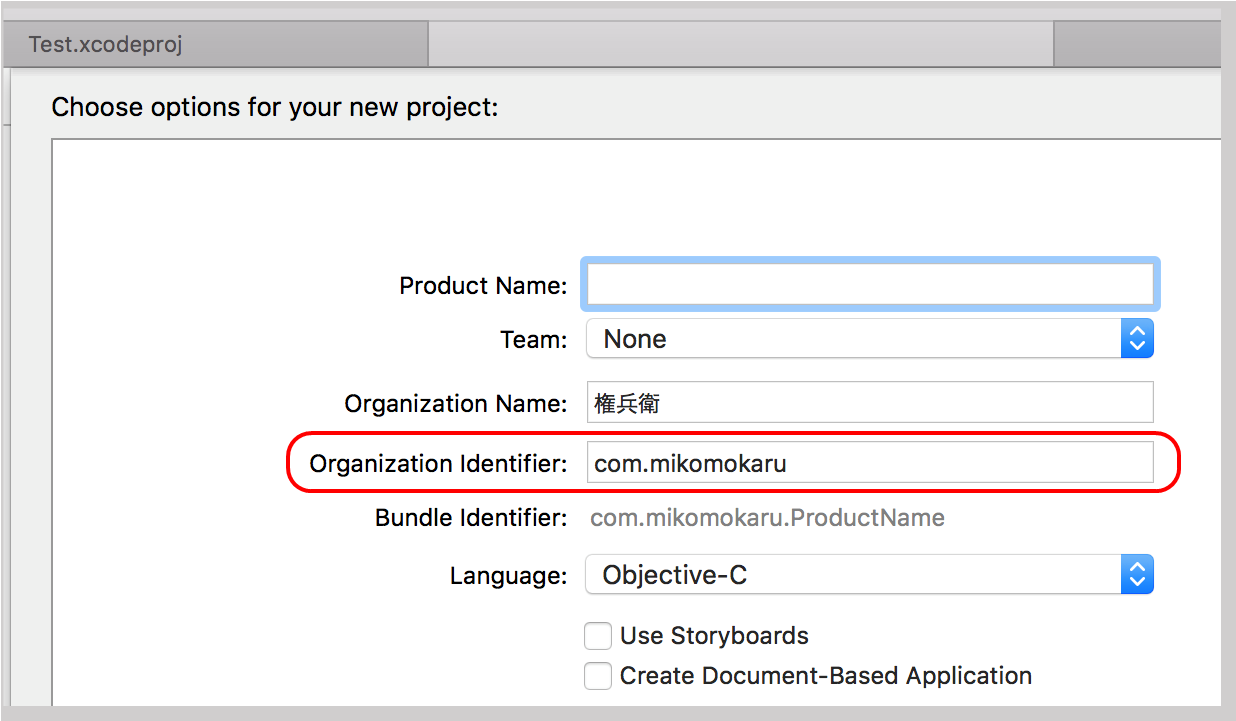 Test.xcodeproj
Choose options for your new project:
Product Name:
Team: None
Organization Name: 権兵衛
Organization Identifier: com.mikomokaru
Bundle Identifier: com.mikomokaru.ProductName
Language: Objective-C
Use Storyboards
Create Document-Based Application